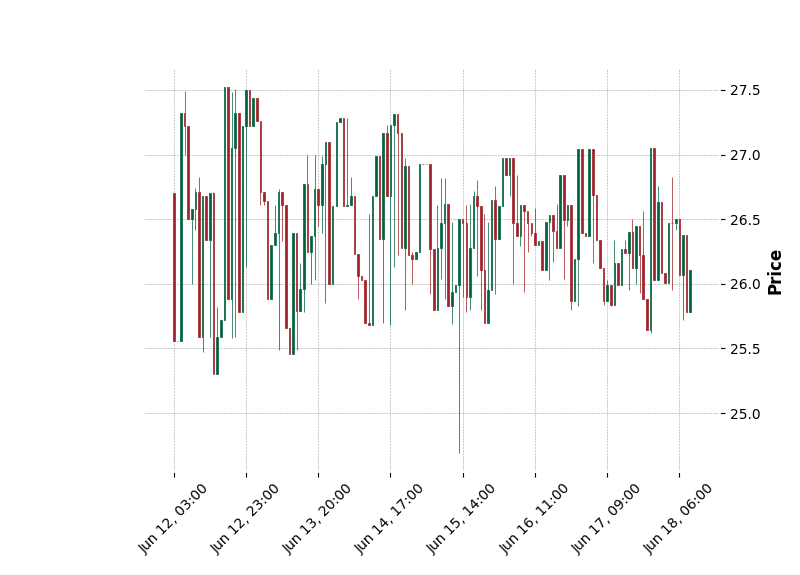 27.5
27.0
26.5
26.0
25.5
25.0
Price
Jun 12, 03:00
Jun 12, 23:00
Jun 13, 20:00
Jun 14, 17:00
Jun 15, 14:00
Jun 16, 11:00
Jun 17, 09:00
Jun 18, 06:00